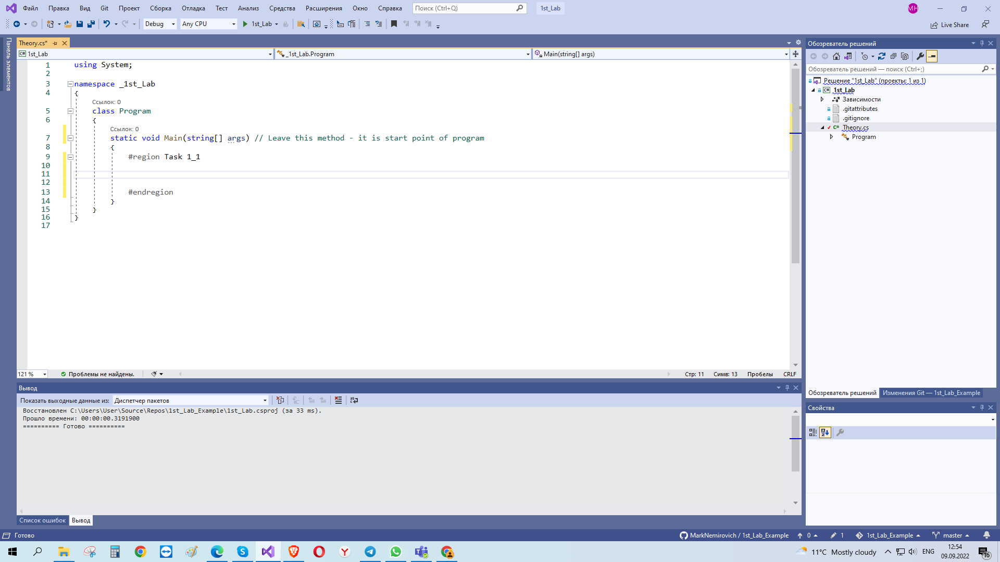 Файл Правка Вид Git Проект Сборка Отладка Тест Анализ Средства Расширения Окно Справка Поиск (Ctrl+Q) 1st_Lab MH
Debug Any CPU 1st_Lab Live Share
Панель элементов
Theory.cs*
1st_Lab _1st_Lab.Program Main(string[] args)
1 using System;
2
3 namespace _1st_Lab
4 {
Ссылок: 0
5 class Program
6 {
Ссылок: 0
7 static void Main(string[] args) // Leave this method - it is start point of program
8 {
9 #region Task 1_1
10
11
12
13 #endregion
14 }
15 }
16 }
17
121 % Проблемы не найдены. Стр: 11 Симв: 13 Пробелы CRLF
Вывод
Показать выходные данные из: Диспетчер пакетов
Восстановлен C:\Users\User\Source\Repos\1st_Lab_Example\1st_Lab.csproj (за 33 ms).
Прошло времени: 00:00:00.3191900
========== Готово ==========
Список ошибок Вывод
Обозреватель решений
Обозреватель решений — поиск (Ctrl+;)
Решение "1st_Lab" (проекты: 1 из 1)
1st_Lab
Зависимости
.gitattributes
.gitignore
Theory.cs
Program
Обозреватель решений Изменения Git — 1st_Lab_Example
Свойства
Готово MarkNemirovich / 1st_Lab_Example 0 1 1st_Lab_Example master
11°C Mostly cloudy ENG 12:54
09.09.2022 16